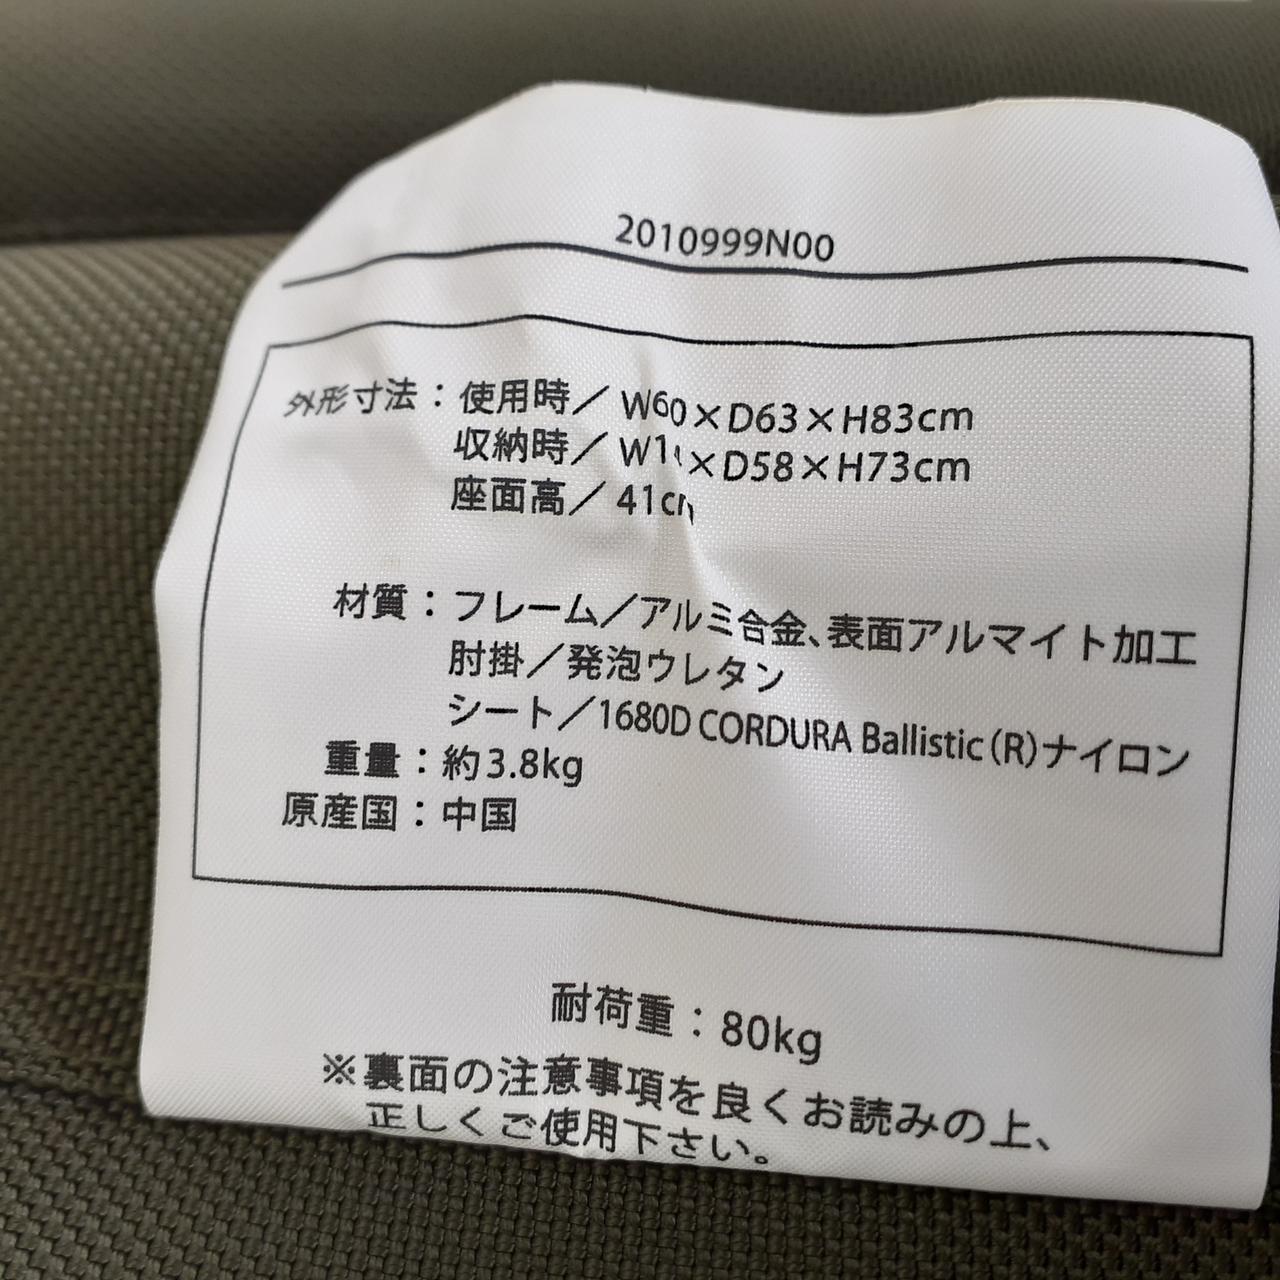 2010999N00
外形寸法：使用時／W60×D63×H83cm
収納時／ ×D58×H73cm
座面高／41cm
材質：フレーム／アルミ合金、表面アルマイト加工
肘掛／発泡ウレタン
シート／1680D CORDURA Ballistic(R)ナイロン
重量：約3.8kg
原産国：中国
耐荷重：80kg
※裏面の注意事項を良くお読みの上、
正しくご使用下さい。